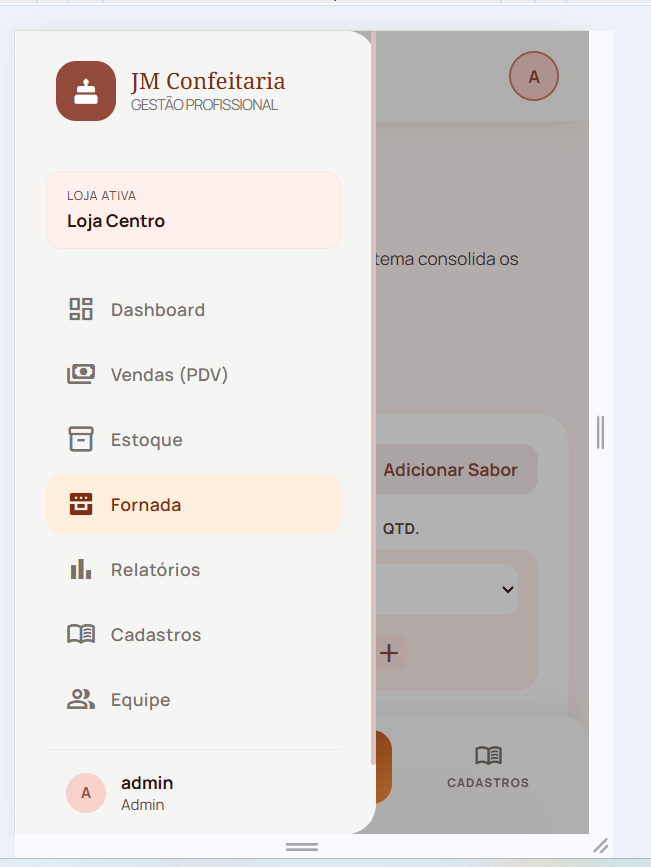 JM Confeitaria
GESTÃO PROFISSIONAL
A
LOJA ATIVA
Loja Centro
tema consolida os
Dashboard
Vendas (PDV)
Estoque
Adicionar Sabor
Fornada
QTD.
Relatórios
Cadastros
Equipe
CADASTROS
A
admin
Admin